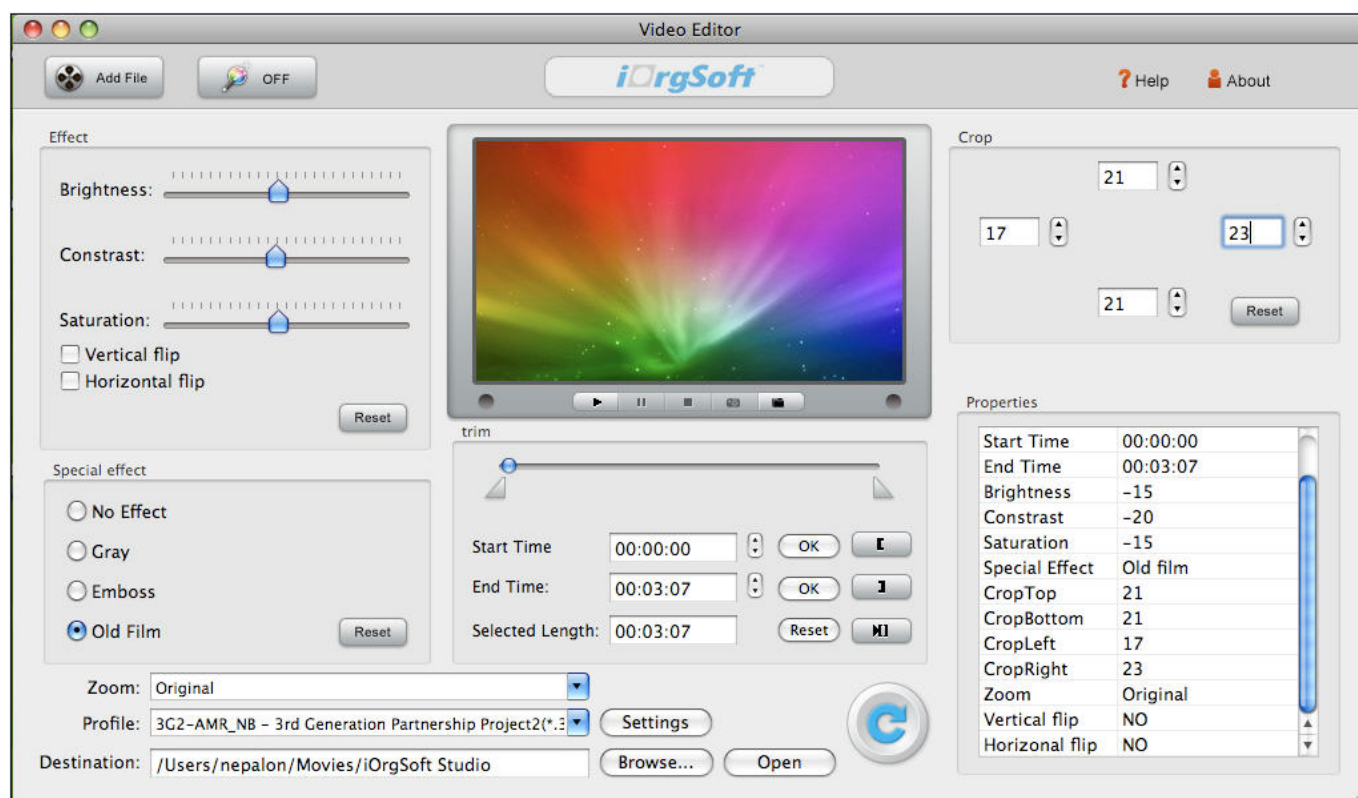 Video Editor
Add File
OFF
iOrgSoft
? Help
About
Effect
Brightness:
Constrast:
Saturation:
Vertical flip
Horizontal flip
Reset
Special effect
No Effect
Gray
Emboss
Old Film
Reset
trim
Start Time 00:00:00 OK [
End Time: 00:03:07 OK ]
Selected Length: 00:03:07 Reset
Crop
21
17
23
21
Reset
Properties
Start Time 00:00:00
End Time 00:03:07
Brightness -15
Constrast -20
Saturation -15
Special Effect Old film
CropTop 21
CropBottom 21
CropLeft 17
CropRight 23
Zoom Original
Vertical flip NO
Horizonal flip NO
Zoom: Original
Profile: 3G2-AMR_NB - 3rd Generation Partnership Project2(*.3 Settings
Destination: /Users/nepalon/Movies/iOrgSoft Studio Browse... Open